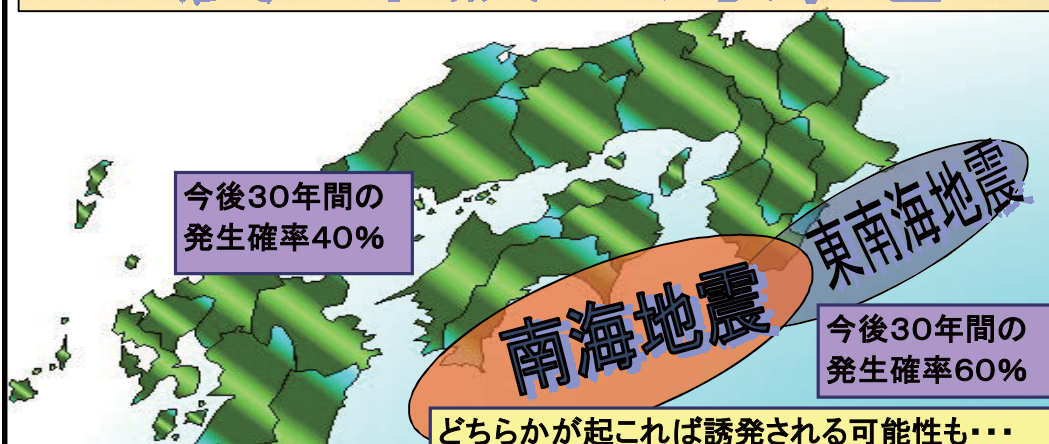 今後30年間の
発生確率40%
東南海地震
南海地震
今後30年間の
発生確率60%
どちらかが起これば誘発される可能性も・・・